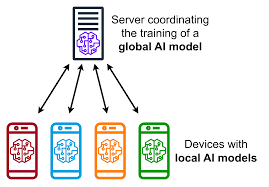 Server coordinating
the training of a
global AI model
Devices with
local AI models